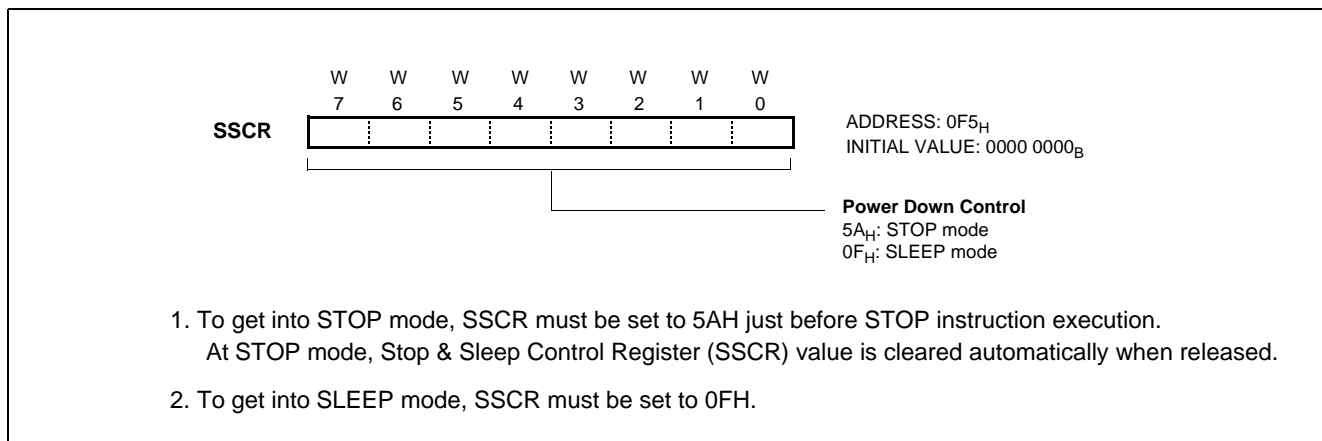 W W W W W W W W
7 6 5 4 3 2 1 0
SSCR
ADDRESS: 0F5H
INITIAL VALUE: 0000 0000B
Power Down Control
5AH: STOP mode
0FH: SLEEP mode
1. To get into STOP mode, SSCR must be set to 5AH just before STOP instruction execution.
At STOP mode, Stop & Sleep Control Register (SSCR) value is cleared automatically when released.
2. To get into SLEEP mode, SSCR must be set to 0FH.